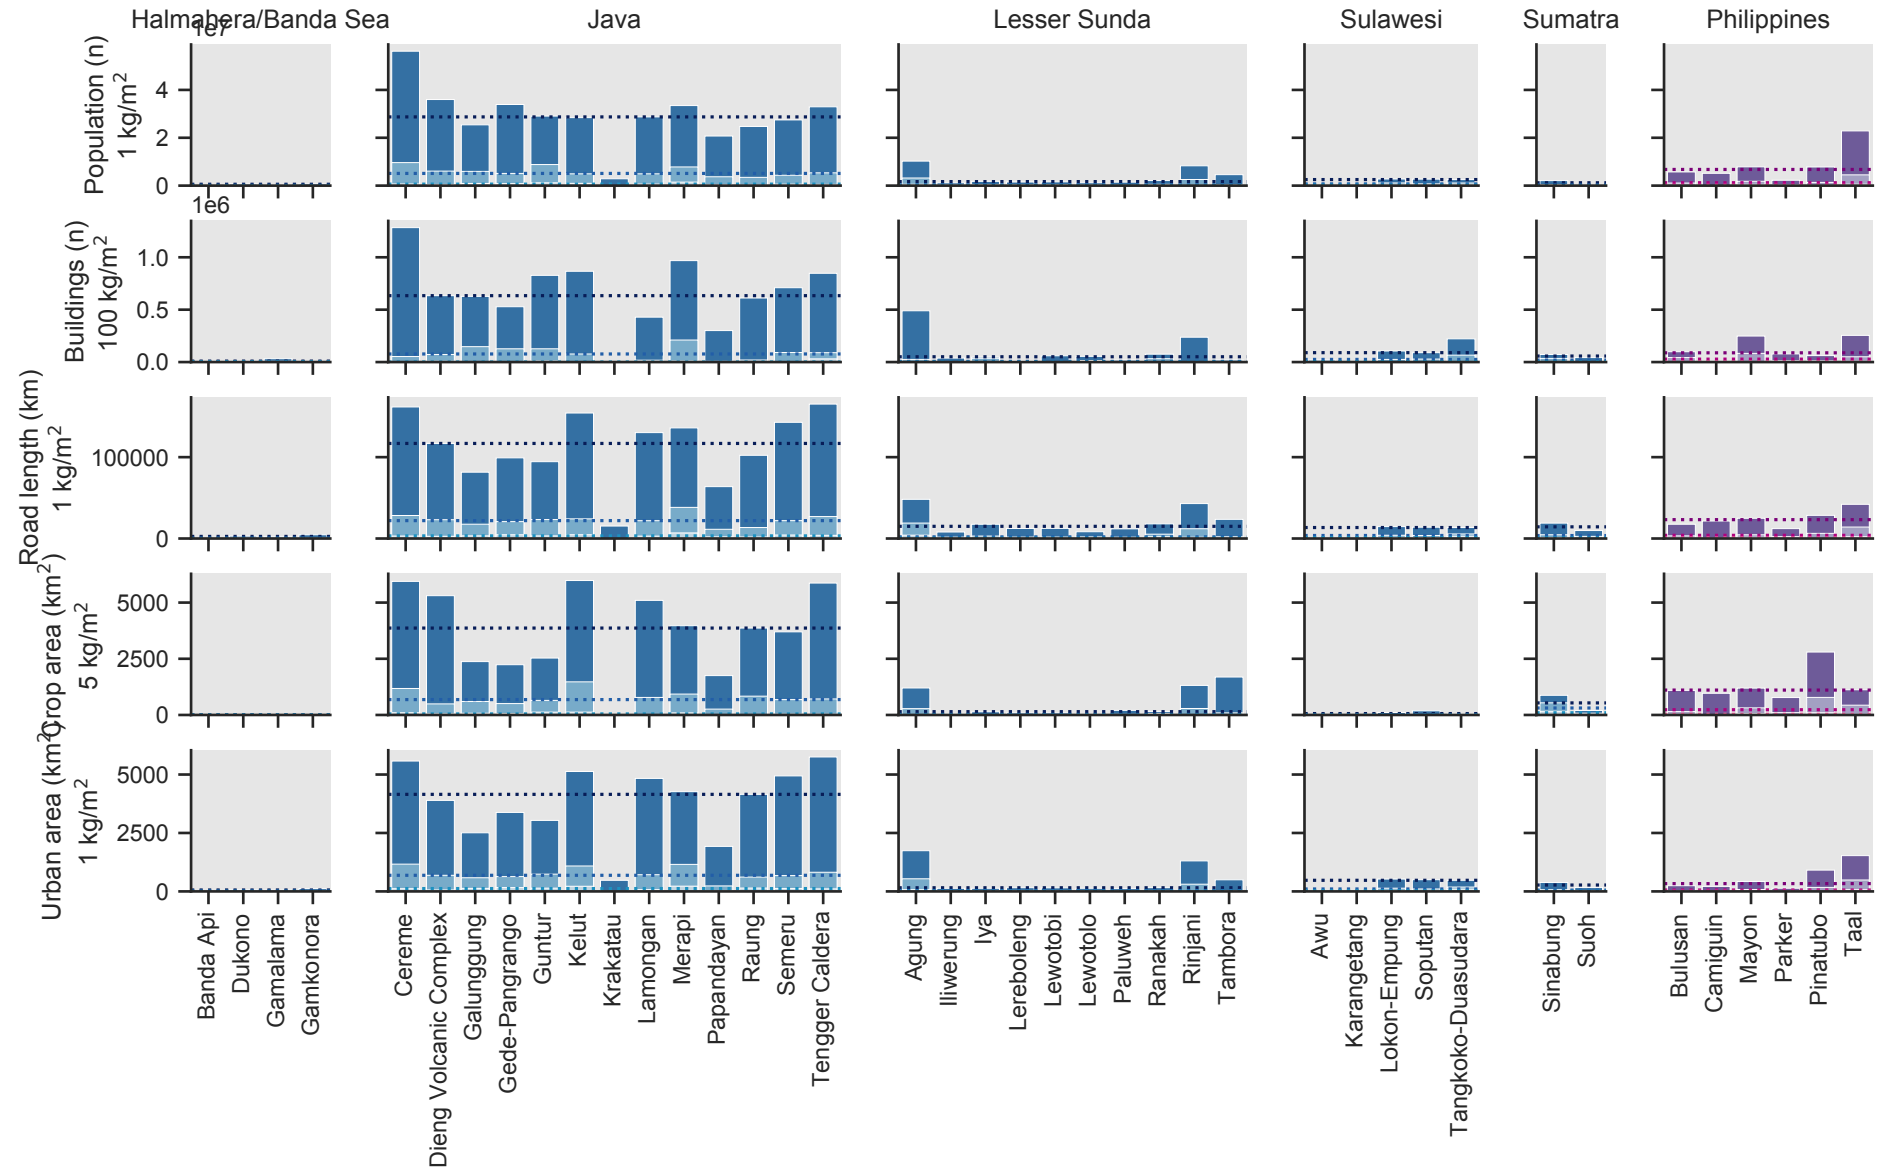 Halmahera/Banda Sea
Java
Lesser Sunda
Sulawesi
Sumatra
Philippines
1e7
Population (n)
1 kg/m²
4
2
0
1e6
Buildings (n)
100 kg/m²
1.0
0.5
0.0
Road length (km)
1 kg/m²
100000
0
Crop area (km²)
5 kg/m²
5000
2500
0
Urban area (km²)
1 kg/m²
5000
2500
0
Banda Api
Dukono
Gamalama
Gamkonora
Cereme
Dieng Volcanic Complex
Galunggung
Gede-Pangrango
Guntur
Kelut
Krakatau
Lamongan
Merapi
Papandayan
Raung
Semeru
Tengger Caldera
Agung
Iliwerung
Iya
Lereboleng
Lewotobi
Lewotolo
Paluweh
Ranakah
Rinjani
Tambora
Awu
Karangetang
Lokon-Empung
Soputan
Tangkoko-Duasudara
Sinabung
Suoh
Bulusan
Camiguin
Mayon
Parker
Pinatubo
Taal